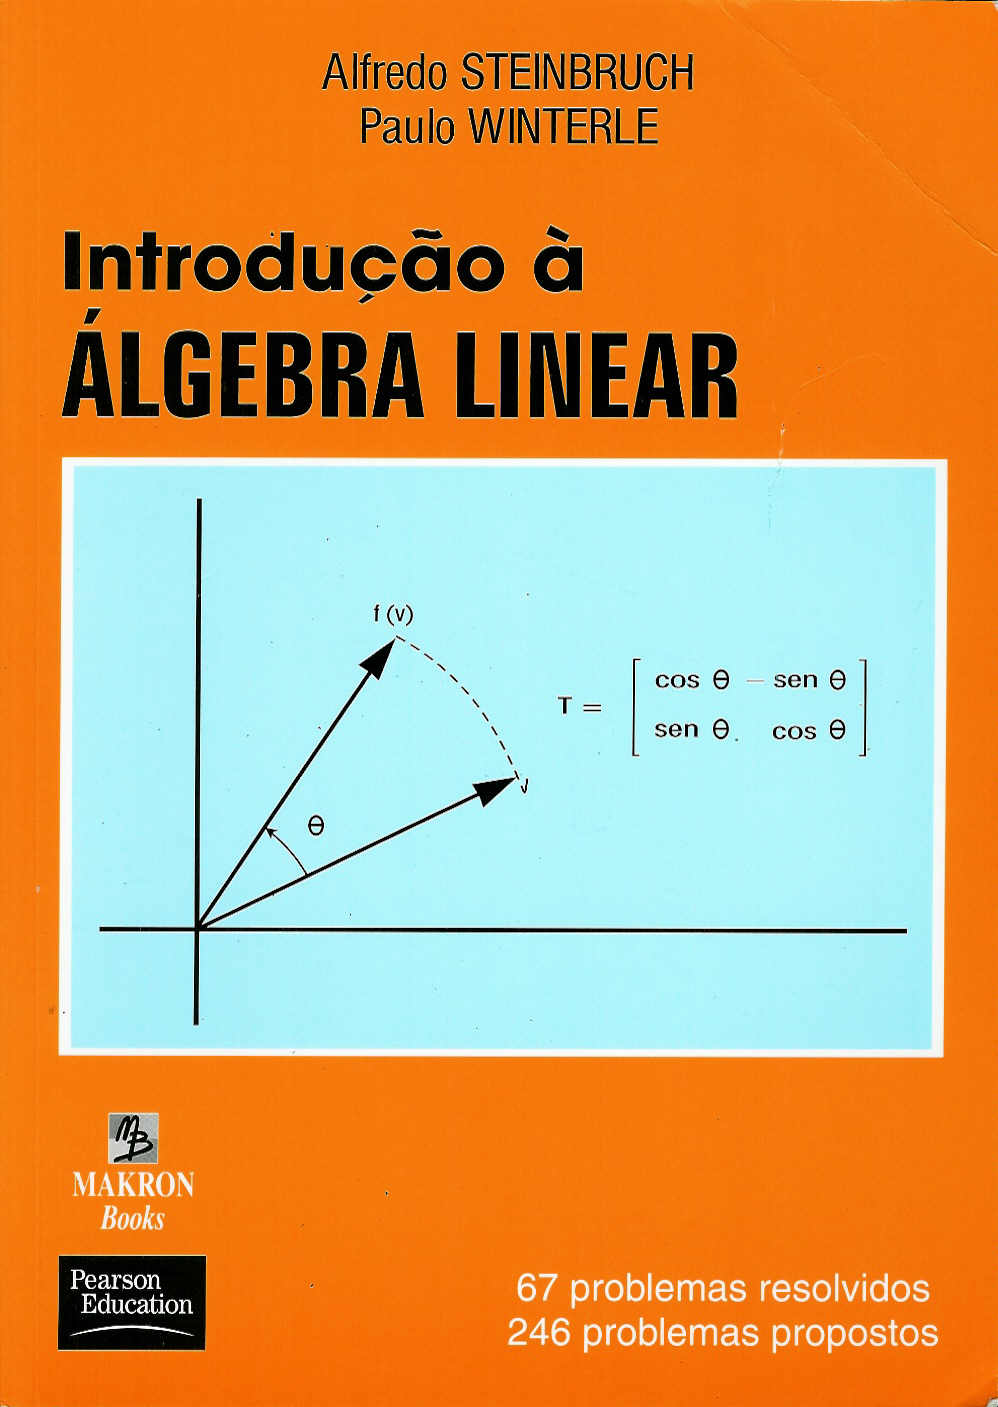 Alfredo STEINBRUCH
Paulo WINTERLE
Introdução à
ÁLGEBRA LINEAR
f (v)
T = [ cos θ − sen θ
sen θ. cos θ ]
v
θ
MB
MAKRON
Books
Pearson
Education
67 problemas resolvidos
246 problemas propostos